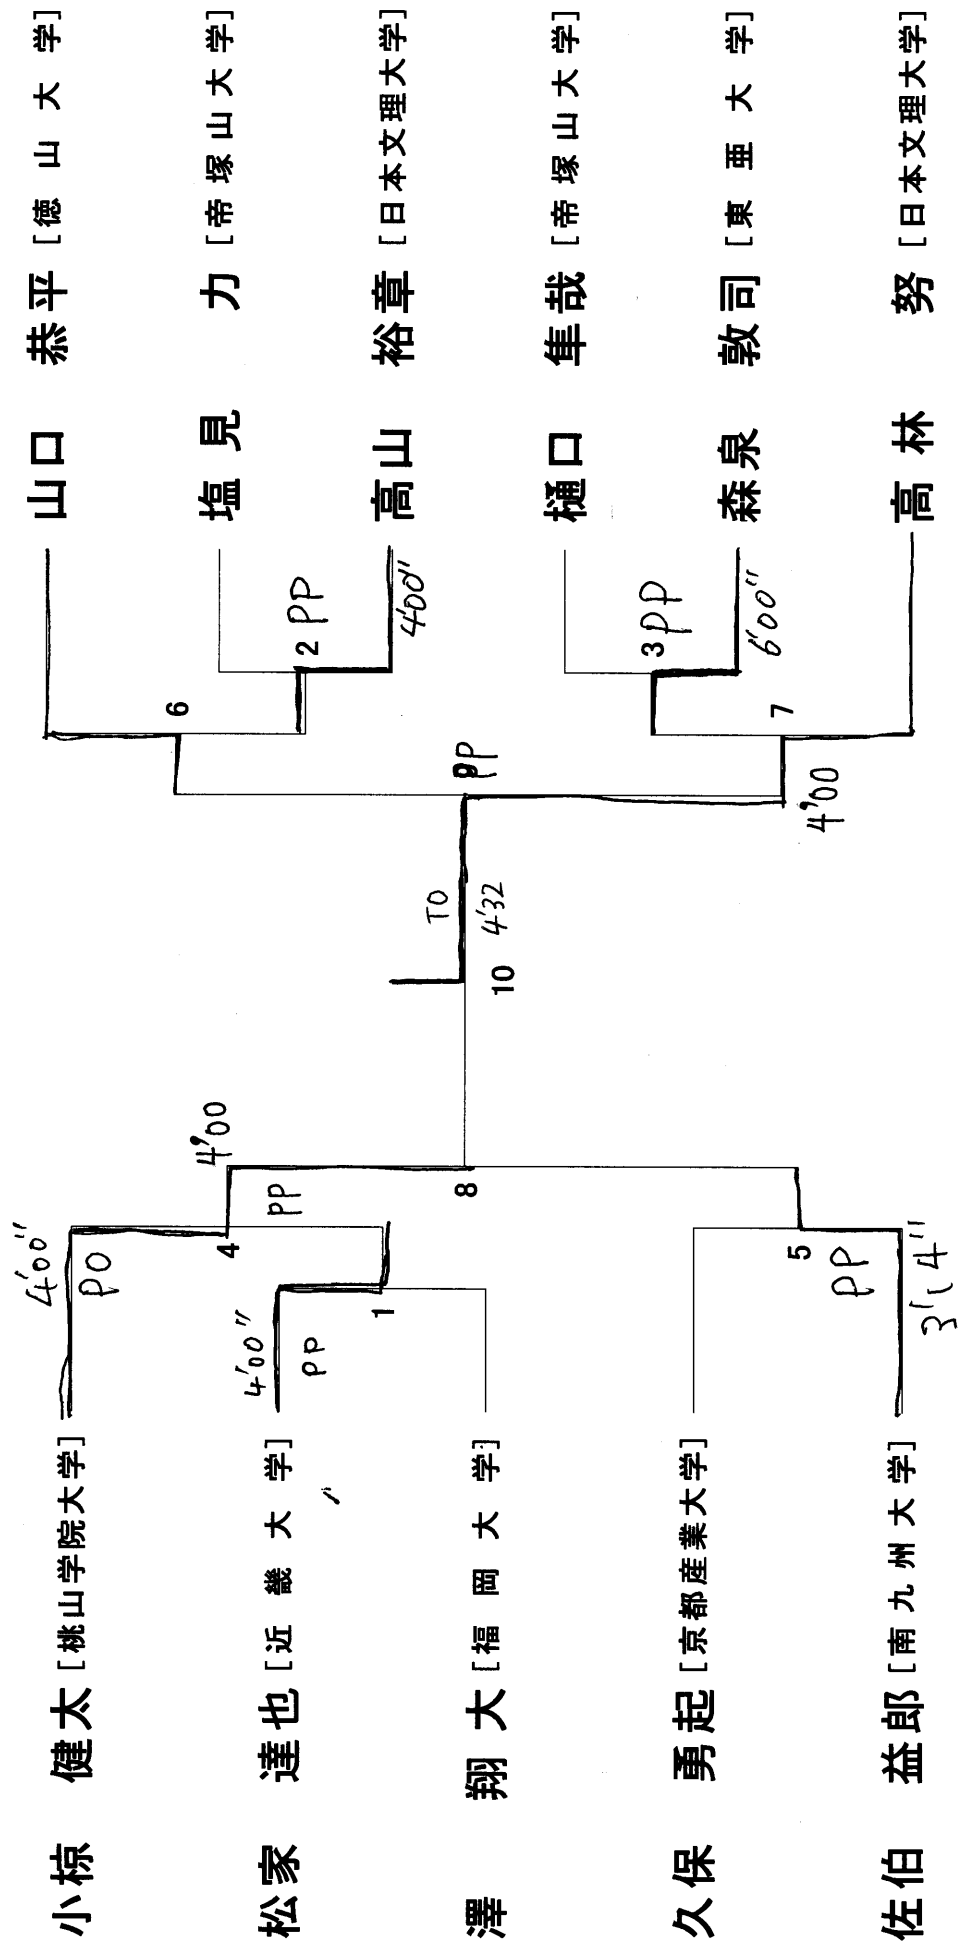 小椋 健太 [桃山学院大学]
松家 達也 [近畿大学]
澤 翔大 [福岡大学]
久保 勇起 [京都産業大学]
佐伯 益郎 [南九州大学]
4'00"
PO
4
4'00"
PP
1
4'00
PP
8
5
PP
3'14"
10
TO
4'32
9
PP
6
2
PP
4'00"
3
PP
6'00"
7
4'00
山口 恭平 [徳山大学]
塩見 力 [帝塚山大学]
高山 裕章 [日本文理大学]
樋口 隼哉 [帝塚山大学]
森泉 敦司 [東亜大学]
高林 努 [日本文理大学]